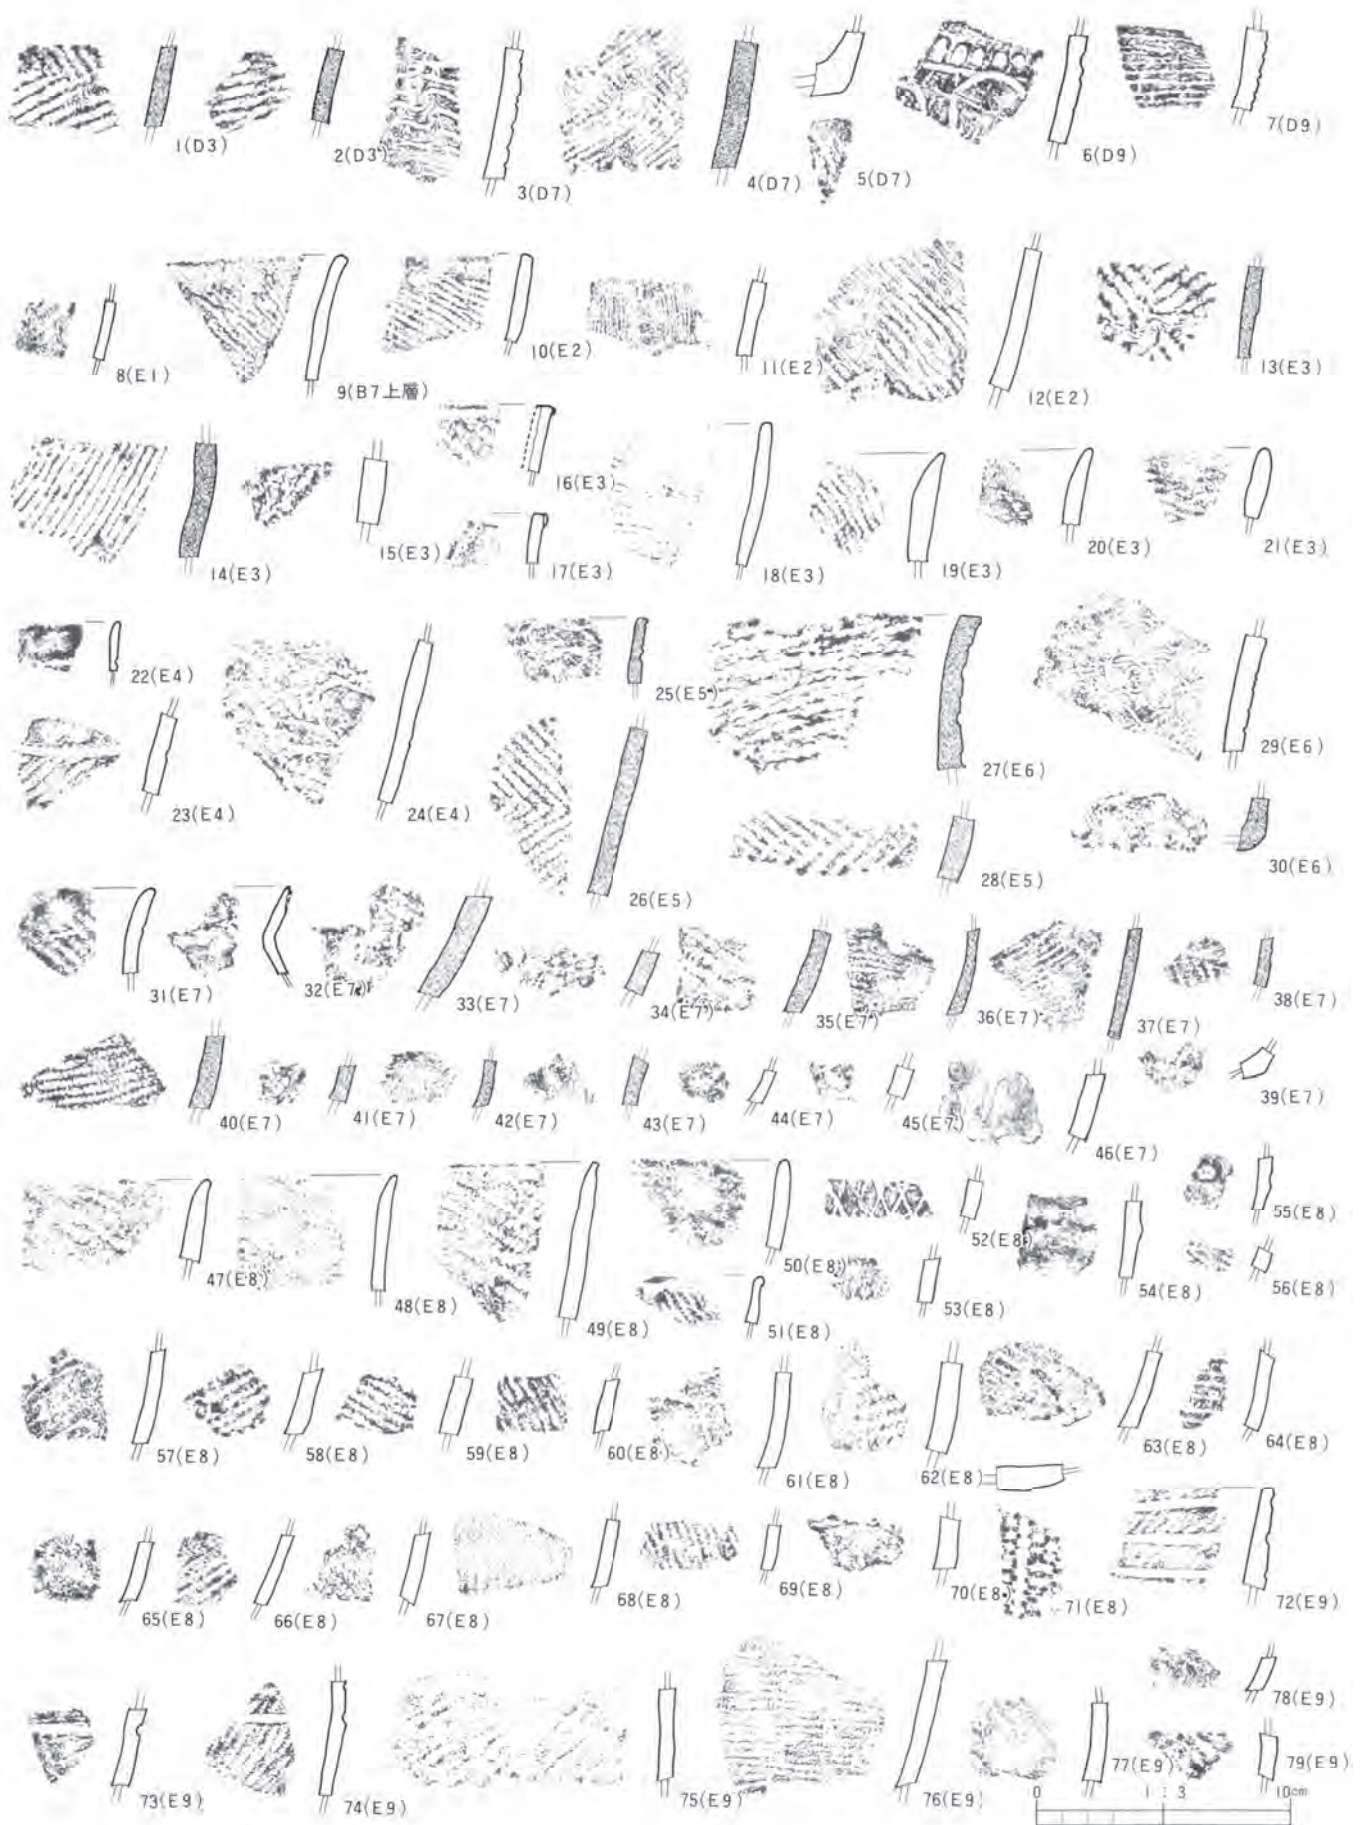 1(D3)
2(D3)
3(D7)
4(D7)
5(D7)
6(D9)
7(D9)
8(E1)
9(B7上層)
10(E2)
11(E2)
12(E2)
13(E3)
14(E3)
15(E3)
16(E3)
17(E3)
18(E3)
19(E3)
20(E3)
21(E3)
22(E4)
23(E4)
24(E4)
25(E5)
26(E5)
27(E6)
28(E5)
29(E6)
30(E6)
31(E7)
32(E7)
33(E7)
34(E7)
35(E7)
36(E7)
37(E7)
38(E7)
39(E7)
40(E7)
41(E7)
42(E7)
43(E7)
44(E7)
45(E7)
46(E7)
47(E8)
48(E8)
49(E8)
50(E8)
51(E8)
52(E8)
53(E8)
54(E8)
55(E8)
56(E8)
57(E8)
58(E8)
59(E8)
60(E8)
61(E8)
62(E8)
63(E8)
64(E8)
65(E8)
66(E8)
67(E8)
68(E8)
69(E8)
70(E8)
71(E8)
72(E9)
73(E9)
74(E9)
75(E9)
76(E9)
77(E9)
78(E9)
79(E9)
0 1:3 10cm